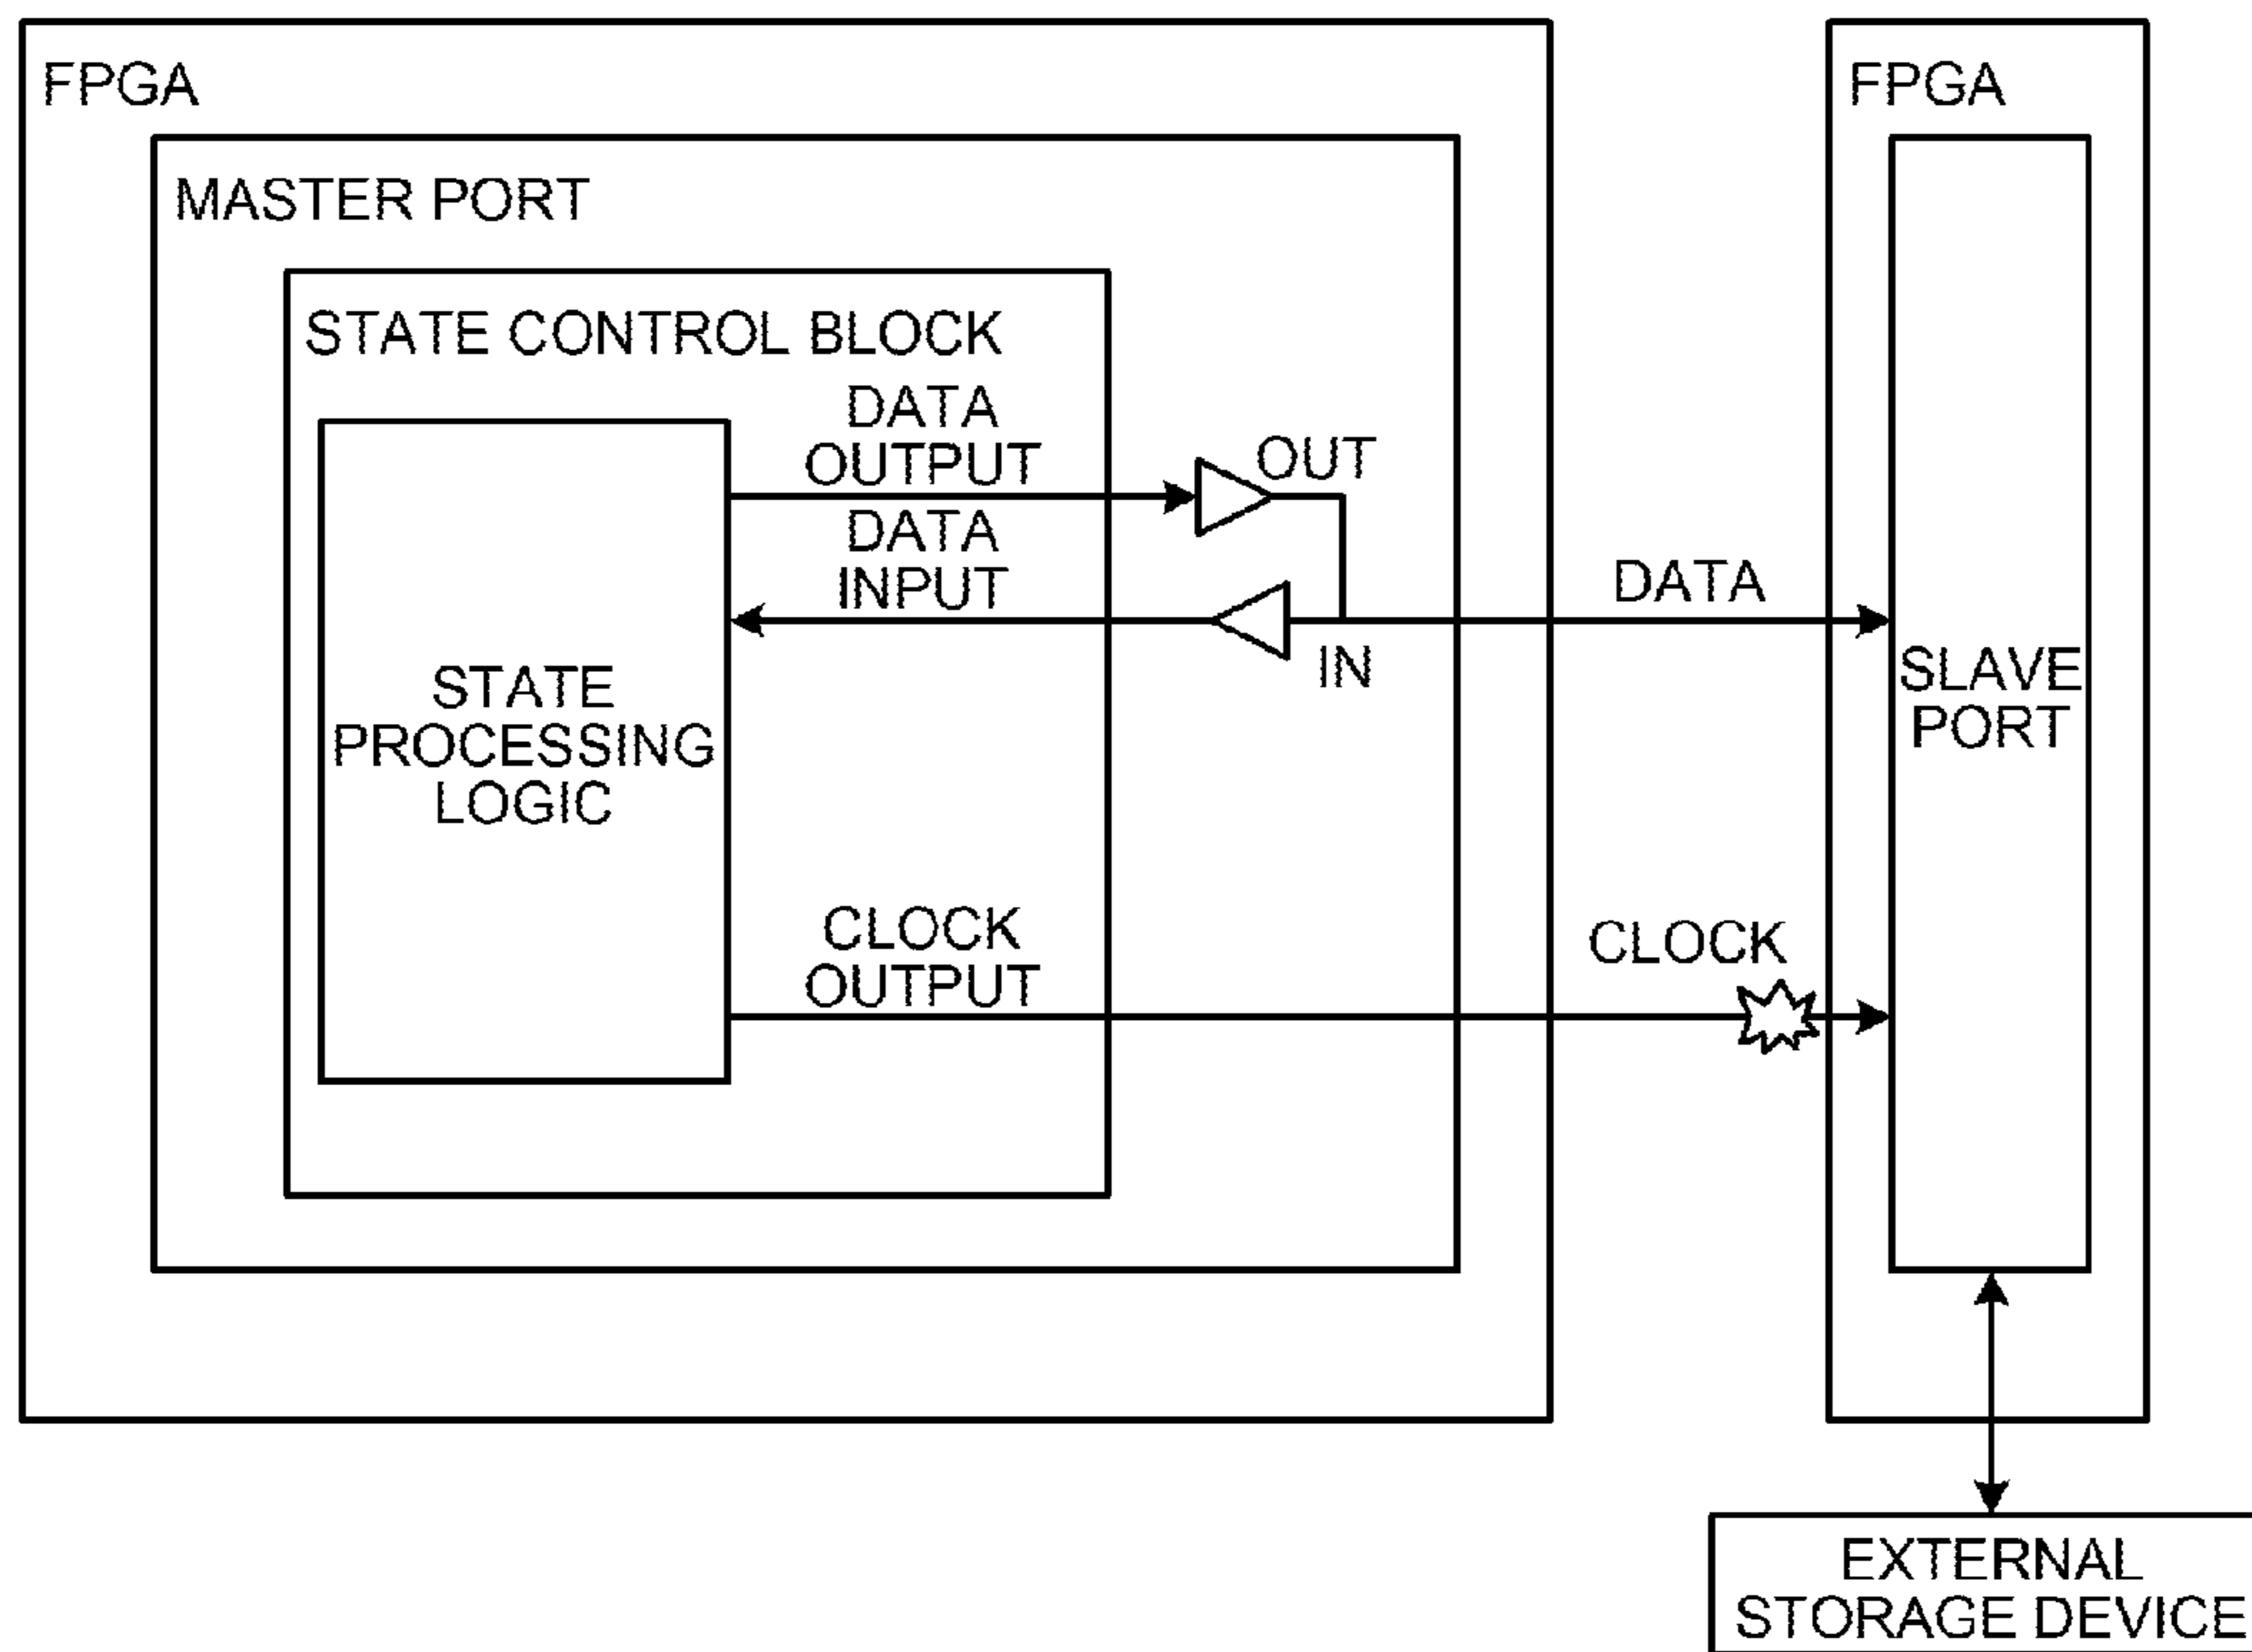 FPGA
FPGA
MASTER PORT
STATE CONTROL BLOCK
DATA
OUTPUT
OUT
DATA
INPUT
IN
DATA
STATE
PROCESSING
LOGIC
SLAVE
PORT
CLOCK
OUTPUT
CLOCK
EXTERNAL
STORAGE DEVICE